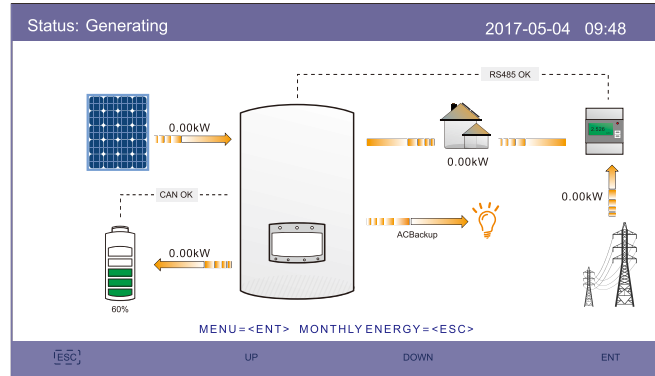 Status: Generating
2017-05-04 09:48
RS485 OK
0.00kW
0.00kW
0.00kW
CAN OK
0.00kW
ACBackup
60%
MENU=<ENT> MONTHLY ENERGY=<ESC>
ESC UP DOWN ENT